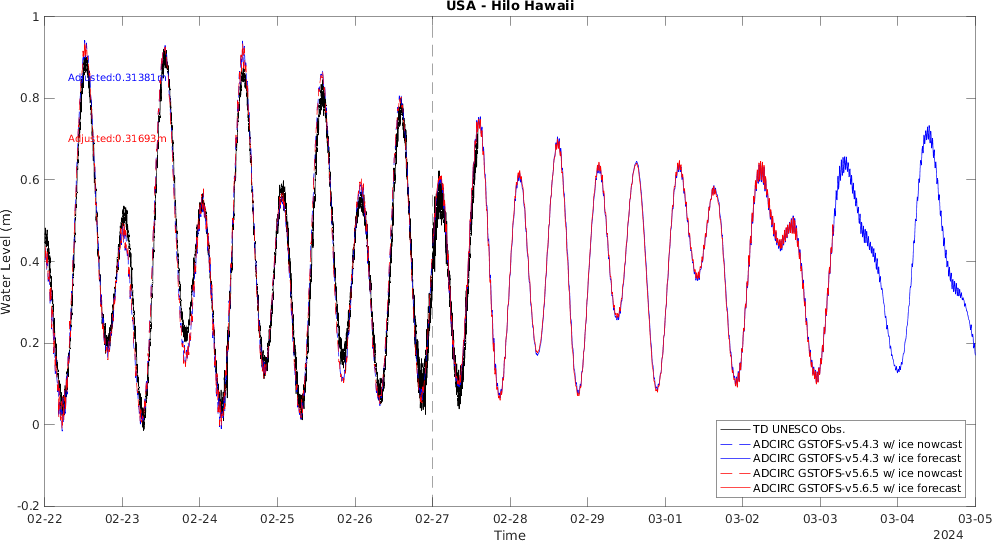 USA - Hilo Hawaii
1
0.8
0.6
0.4
0.2
0
-0.2
Water Level (m)
Adjusted:0.31381m
Adjusted:0.31693m
TD UNESCO Obs.
ADCIRC GSTOFS-v5.4.3 w/ ice nowcast
ADCIRC GSTOFS-v5.4.3 w/ ice forecast
ADCIRC GSTOFS-v5.6.5 w/ ice nowcast
ADCIRC GSTOFS-v5.6.5 w/ ice forecast
02-22 02-23 02-24 02-25 02-26 02-27 02-28 02-29 03-01 03-02 03-03 03-04 03-05
Time
2024